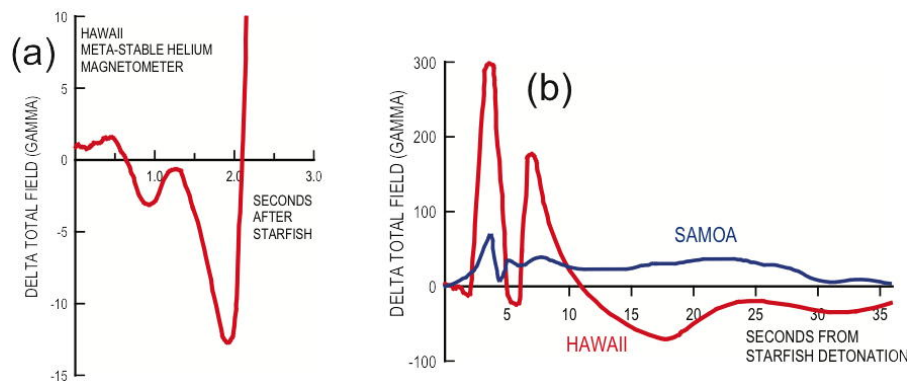 (a)
HAWAII
META-STABLE HELIUM
MAGNETOMETER
DELTA TOTAL FIELD (GAMMA)
10
5
0
-5
-10
-15
1.0
2.0
3.0
SECONDS
AFTER
STARFISH
(b)
DELTA TOTAL FIELD (GAMMA)
300
200
100
0
-100
5
10
15
20
25
30
35
SAMOA
HAWAII
SECONDS FROM
STARFISH DETONATION